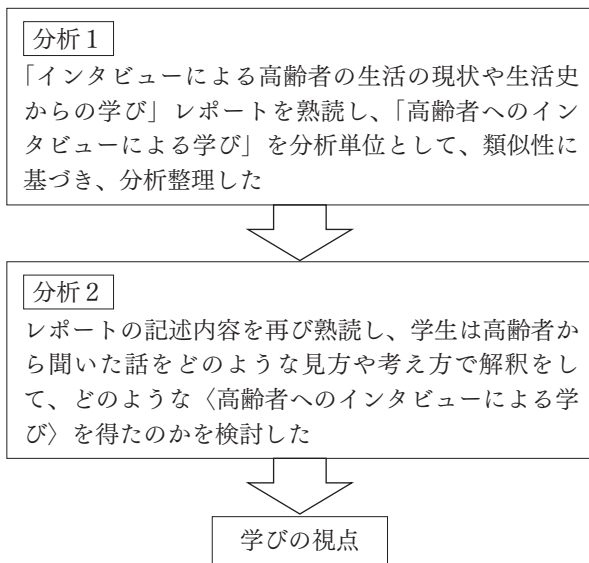 分析1
「インタビューによる高齢者の生活の現状や生活史
からの学び」レポートを熟読し、「高齢者へのイン
タビューによる学び」を分析単位として、類似性に
基づき、分析整理した
分析2
レポートの記述内容を再び熟読し、学生は高齢者か
ら聞いた話をどのような見方や考え方で解釈をし
て、どのような〈高齢者へのインタビューによる学
び〉を得たのかを検討した
学びの視点